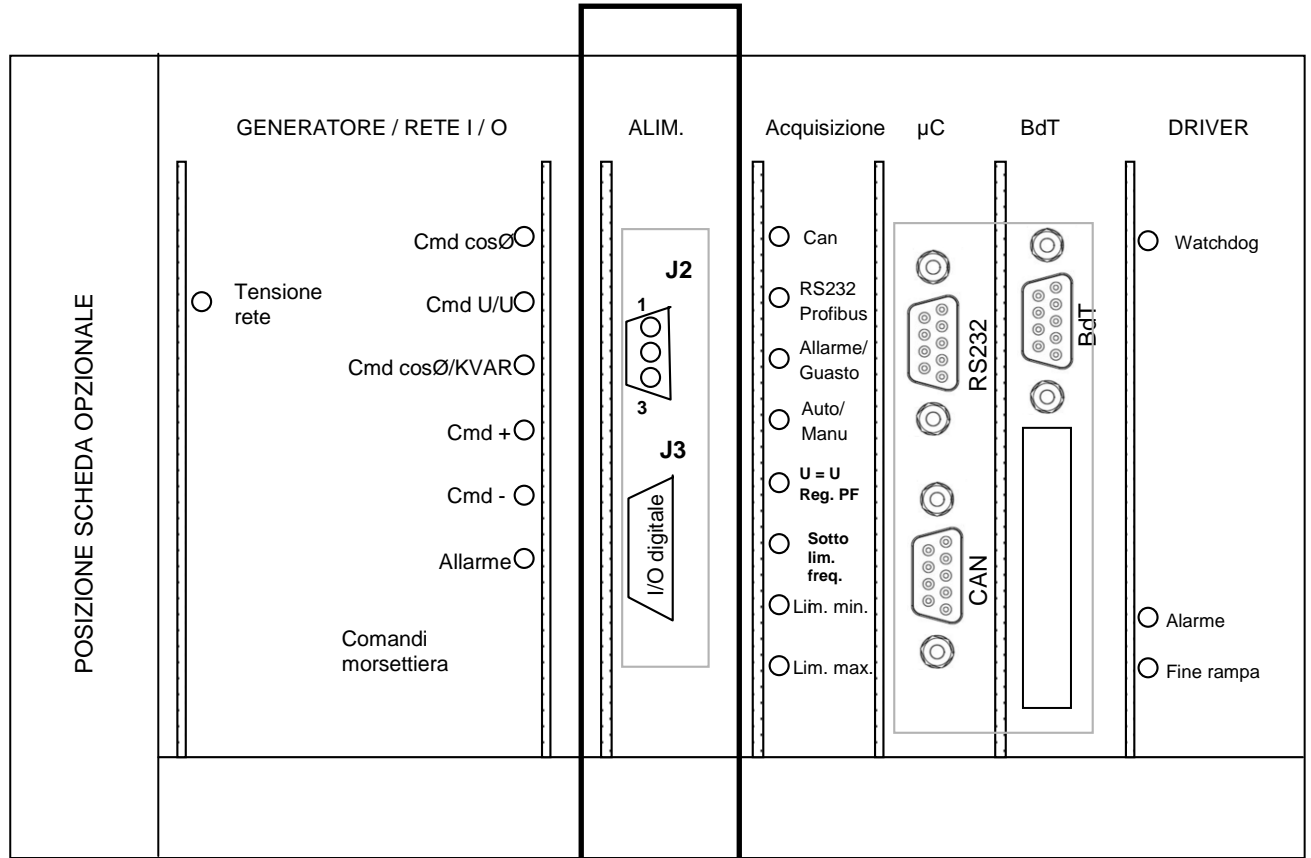 POSIZIONE SCHEDA OPZIONALE
GENERATORE / RETE I / O
Tensione
rete
Cmd cosØ
Cmd U/U
Cmd cosØ/KVAR
Cmd +
Cmd -
Allarme
Comandi
morsettiera
ALIM.
J2
1
3
J3
I/O digitale
Acquisizione
Can
RS232
Profibus
Allarme/
Guasto
Auto/
Manu
U = U
Reg. PF
Sotto
lim.
freq.
Lim. min.
Lim. max.
µC
RS232
CAN
BdT
BdT
DRIVER
Watchdog
Alarme
Fine rampa